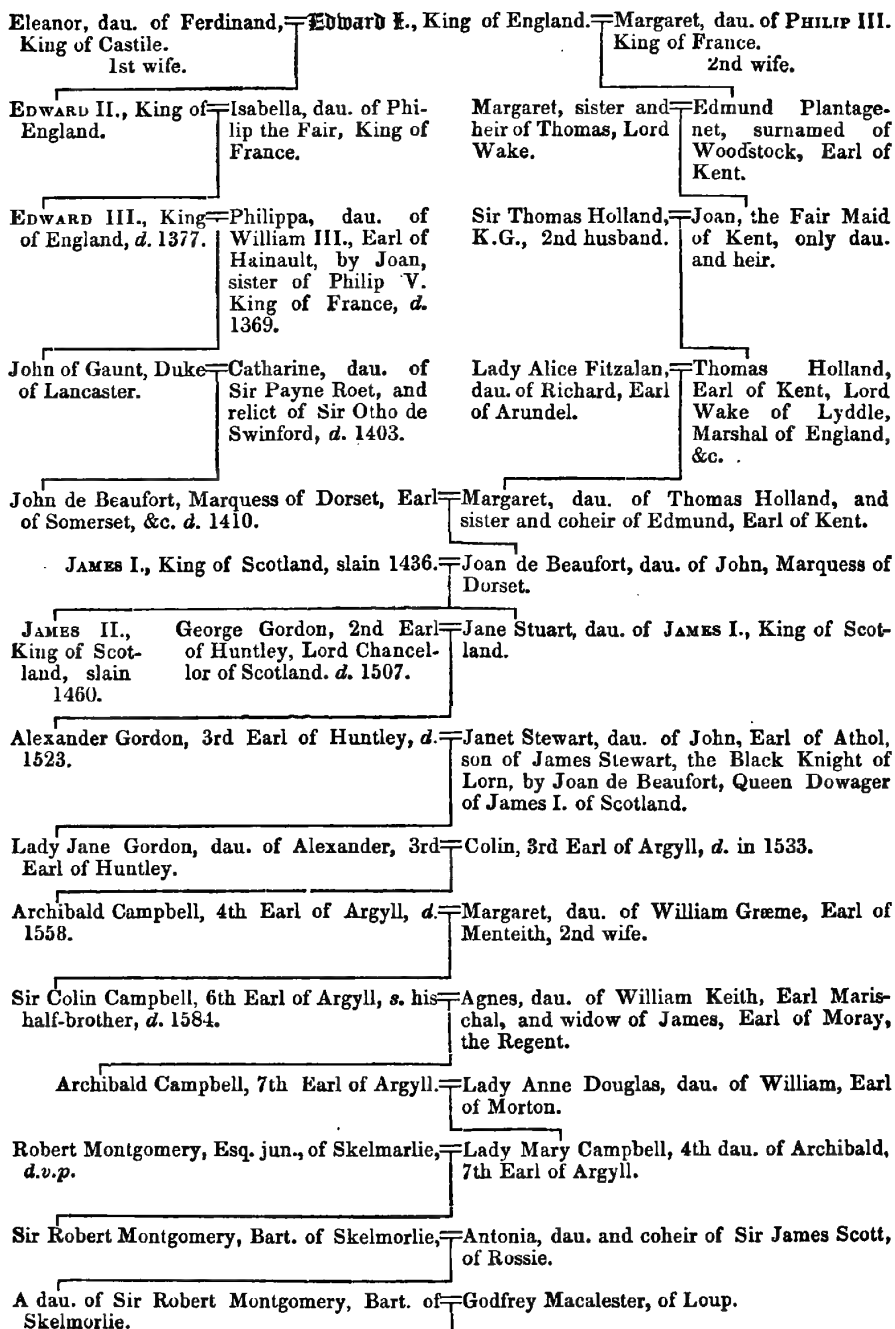 Eleanor, dau. of Ferdinand,
King of Castile.
1st wife.
Edward I., King of England.
Margaret, dau. of PHILIP III.
King of France.
2nd wife.
EDWARD II., King of
England.
Isabella, dau. of Phi-
lip the Fair, King of
France.
Margaret, sister and
heir of Thomas, Lord
Wake.
Edmund Plantage-
net, surnamed of
Woodstock, Earl of
Kent.
EDWARD III., King
of England, d. 1377.
Philippa, dau. of
William III., Earl of
Hainault, by Joan,
sister of Philip V.
King of France, d.
1369.
Sir Thomas Holland,
K.G., 2nd husband.
Joan, the Fair Maid
of Kent, only dau.
and heir.
John of Gaunt, Duke
of Lancaster.
Catharine, dau. of
Sir Payne Roet, and
relict of Sir Otho de
Swinford, d. 1403.
Lady Alice Fitzalan,
dau. of Richard, Earl
of Arundel.
Thomas Holland,
Earl of Kent, Lord
Wake of Lyddle,
Marshal of England,
&c.
John de Beaufort, Marquess of Dorset, Earl
of Somerset, &c. d. 1410.
Margaret, dau. of Thomas Holland, and
sister and coheir of Edmund, Earl of Kent.
JAMES I., King of Scotland, slain 1436.
Joan de Beaufort, dau. of John, Marquess of
Dorset.
JAMES II.,
King of Scot-
land, slain
1460.
George Gordon, 2nd Earl
of Huntley, Lord Chancel-
lor of Scotland. d. 1507.
Jane Stuart, dau. of JAMES I., King of Scot-
land.
Alexander Gordon, 3rd Earl of Huntley, d.
1523.
Janet Stewart, dau. of John, Earl of Athol,
son of James Stewart, the Black Knight of
Lorn, by Joan de Beaufort, Queen Dowager
of James I. of Scotland.
Lady Jane Gordon, dau. of Alexander, 3rd
Earl of Huntley.
Colin, 3rd Earl of Argyll, d. in 1533.
Archibald Campbell, 4th Earl of Argyll, d.
1558.
Margaret, dau. of William Græme, Earl of
Menteith, 2nd wife.
Sir Colin Campbell, 6th Earl of Argyll, s. his
half-brother, d. 1584.
Agnes, dau. of William Keith, Earl Maris-
chal, and widow of James, Earl of Moray,
the Regent.
Archibald Campbell, 7th Earl of Argyll.
Lady Anne Douglas, dau. of William, Earl
of Morton.
Robert Montgomery, Esq. jun., of Skelmarlie,
d.v.p.
Lady Mary Campbell, 4th dau. of Archibald,
7th Earl of Argyll.
Sir Robert Montgomery, Bart. of Skelmorlie,
Antonia, dau. and coheir of Sir James Scott,
of Rossie.
A dau. of Sir Robert Montgomery, Bart. of
Skelmorlie.
Godfrey Macalester, of Loup.